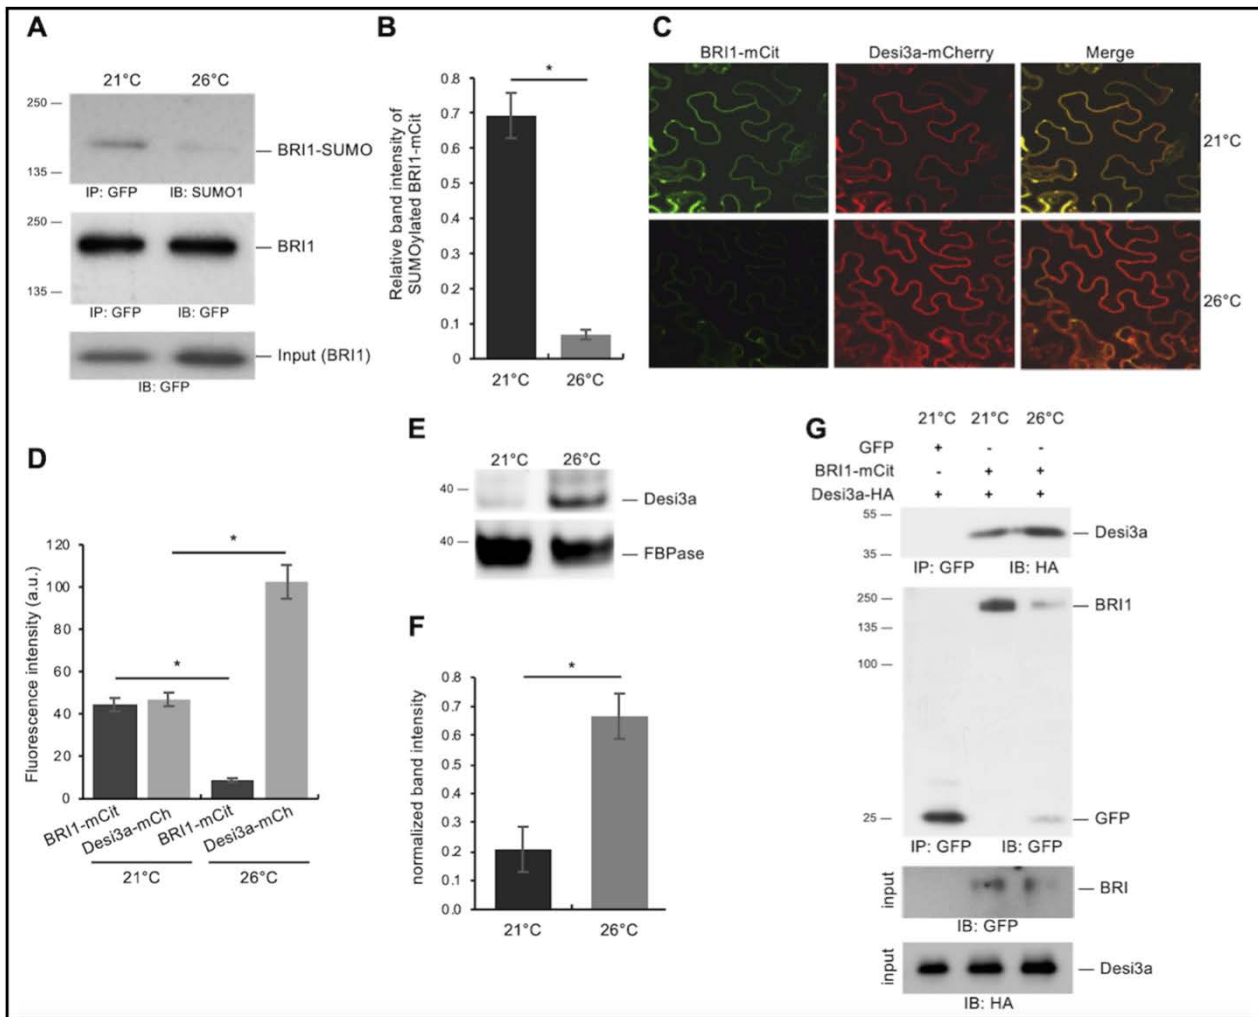 A
21°C 26°C
250
BRI1-SUMO
135
IP: GFP IB: SUMO1
250
BRI1
135
IP: GFP IB: GFP
Input (BRI1)
IB: GFP
B
*
Relative band intensity of
SUMOylated BRI1-mCit
0.8
0.7
0.6
0.5
0.4
0.3
0.2
0.1
0
21°C 26°C
C
BRI1-mCit Desi3a-mCherry Merge
21°C
26°C
D
Fluorescence intensity (a.u.)
120
100
80
60
40
20
0
*
*
BRI1-mCit Desi3a-mCh BRI1-mCit Desi3a-mCh
21°C 26°C
E
21°C 26°C
40
Desi3a
40
FBPase
F
*
normalized band intensity
0.8
0.7
0.6
0.5
0.4
0.3
0.2
0.1
0.0
21°C 26°C
G
21°C 21°C 26°C
GFP + - -
BRI1-mCit - + +
Desi3a-HA + + +
55
Desi3a
35
IP: GFP IB: HA
250
BRI1
135
100
25
GFP
IP: GFP IB: GFP
input
BRI
IB: GFP
input
Desi3a
IB: HA